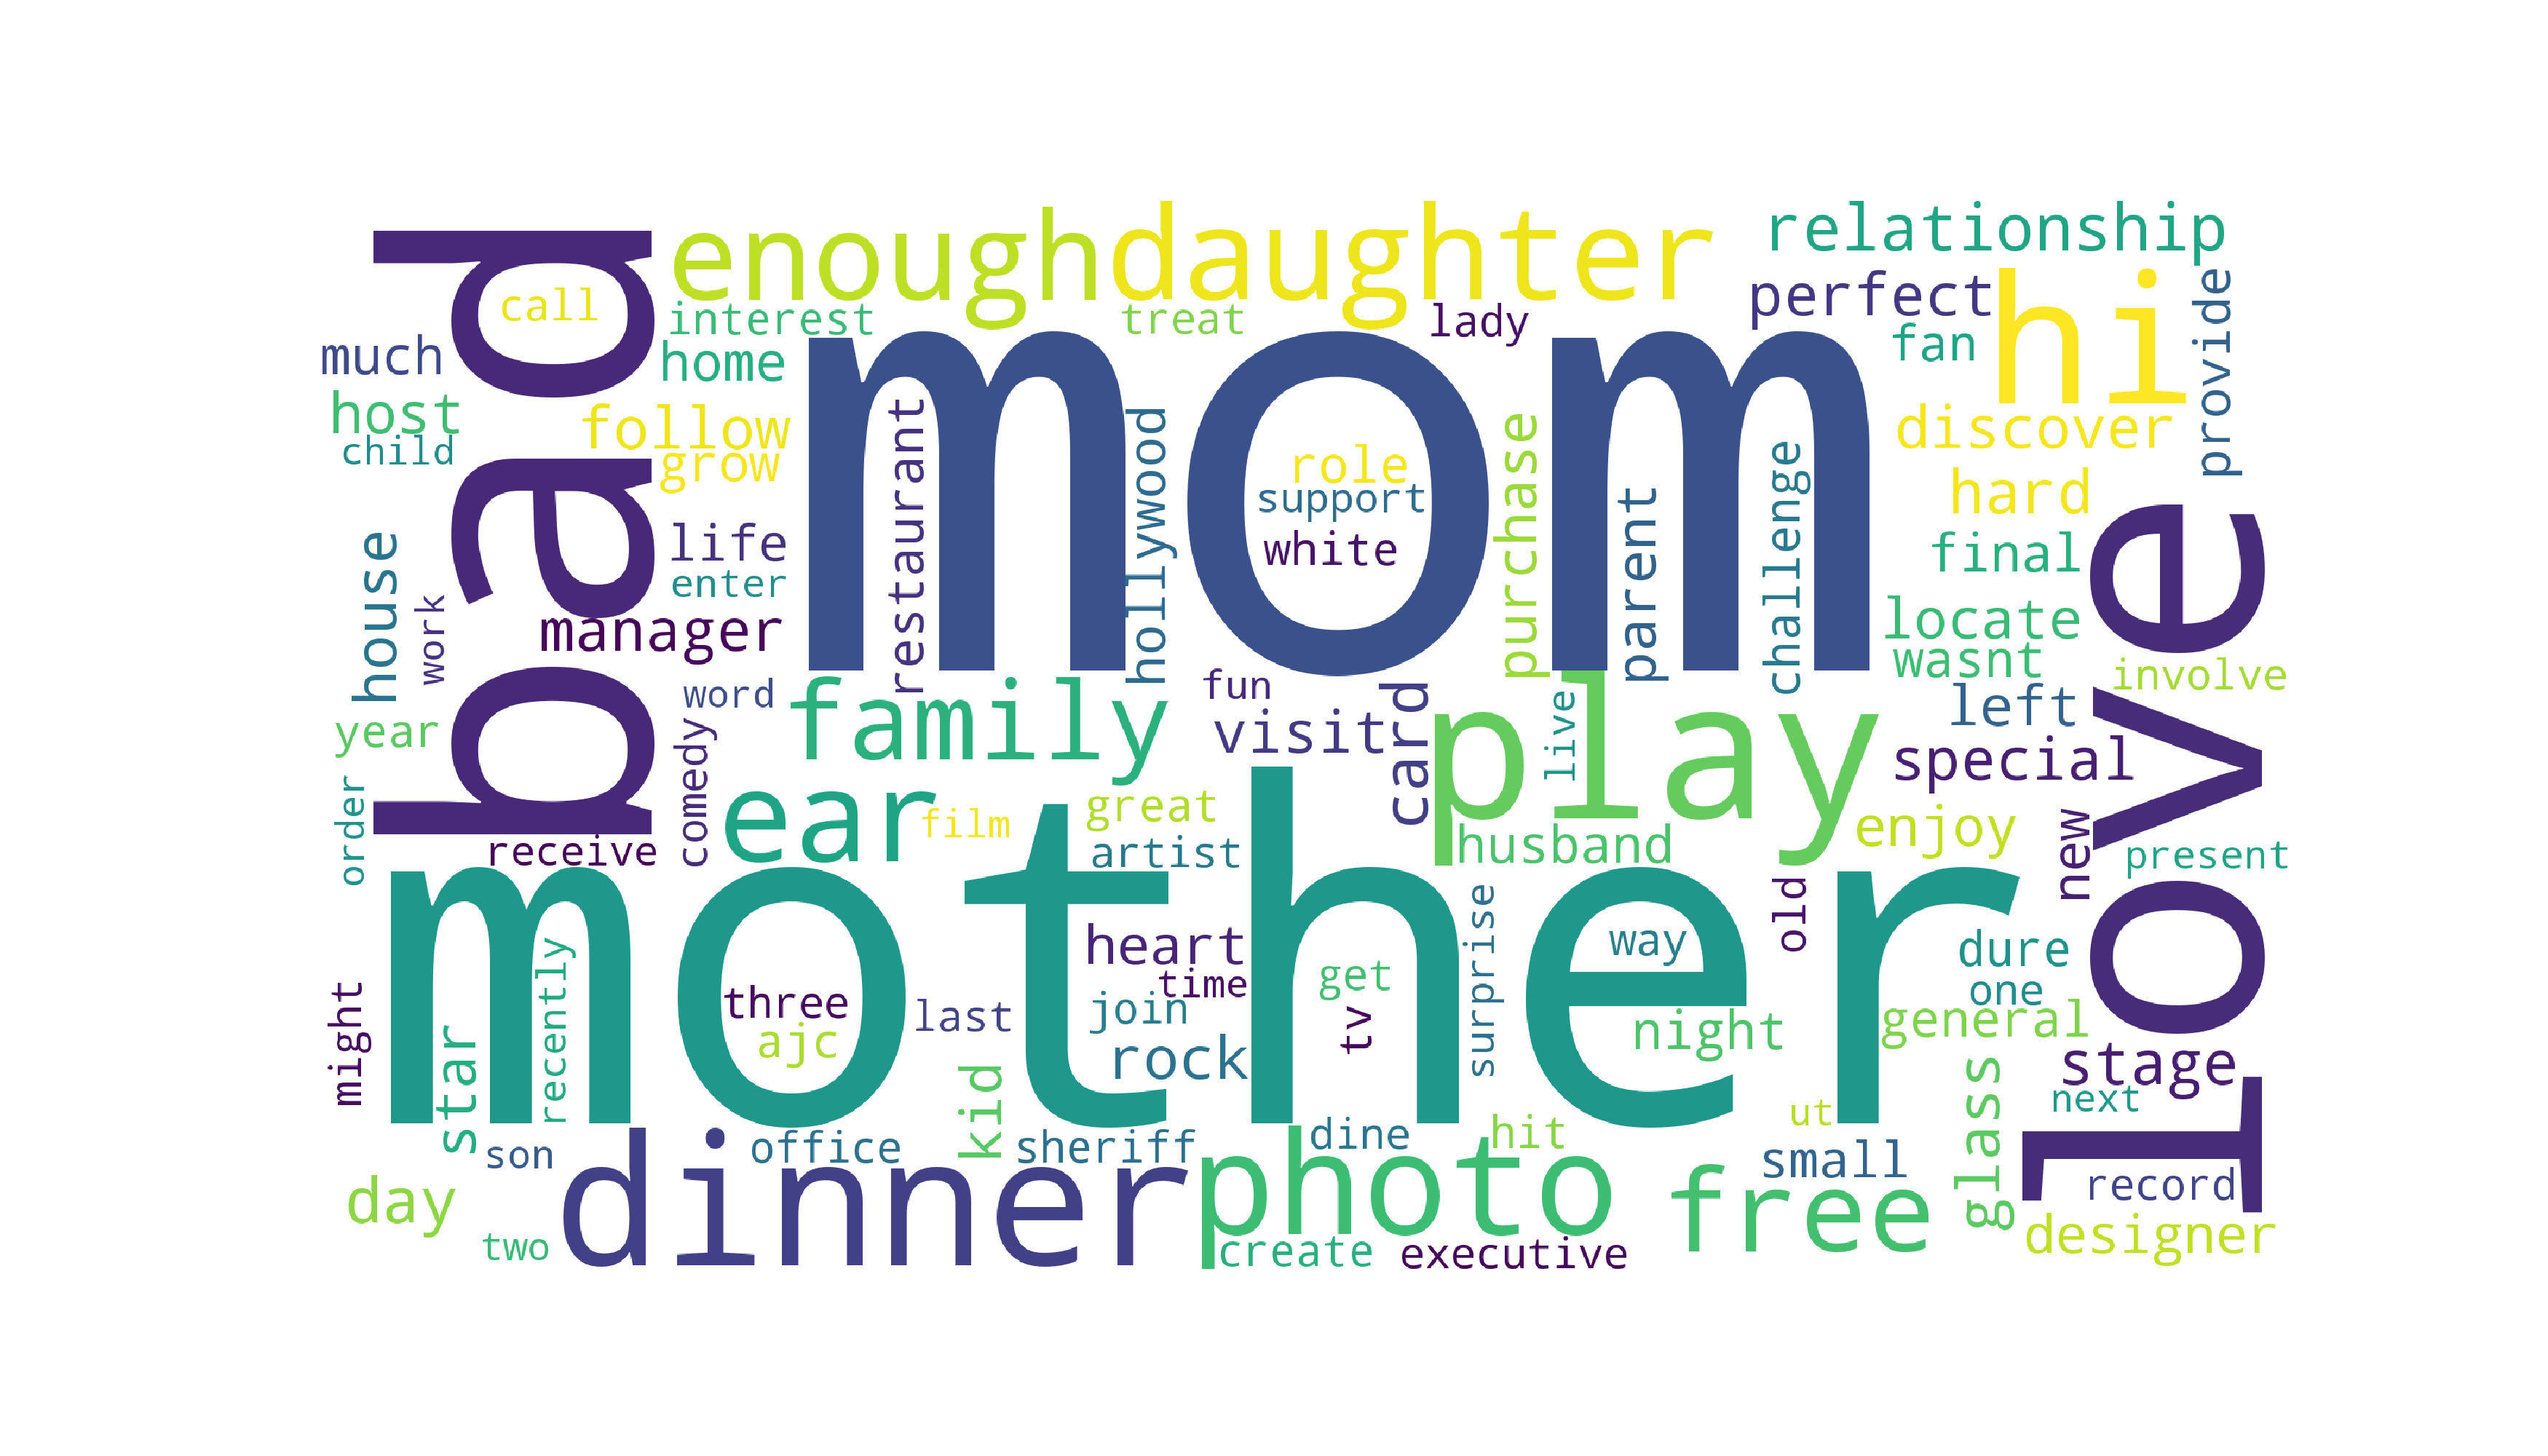 relationship
enough daughter
hi
perfect
call
interest
treat
lady
fan
provide
much
home
bad
mom
host
follow
discover
child
grow
restaurant
hollywood
role
purchase
support
parent
challenge
hard
life
white
final
house
enter
work
manager
locate
wasnt
love
word
family
fun
visit
card
play
live
left
involve
year
comedy
special
order
ear
film
great
receive
artist
husband
enjoy
new
present
mother
heart
surprise
way
old
dure
recently
three
time
get
one
might
ajc
last
join
tv
night
general
star
kid
rock
glass
stage
next
son
office
sheriff
dine
hit
ut
small
record
day
dinner
photo
free
designer
two
create
executive